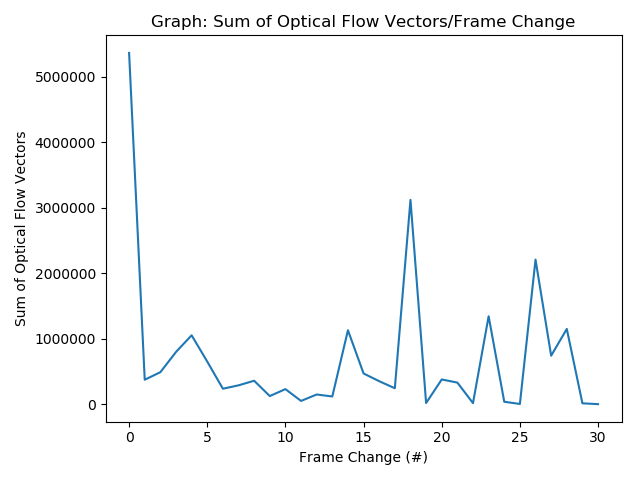 Graph: Sum of Optical Flow Vectors/Frame Change
5000000
4000000
3000000
2000000
1000000
0
Sum of Optical Flow Vectors
0 5 10 15 20 25 30
Frame Change (#)